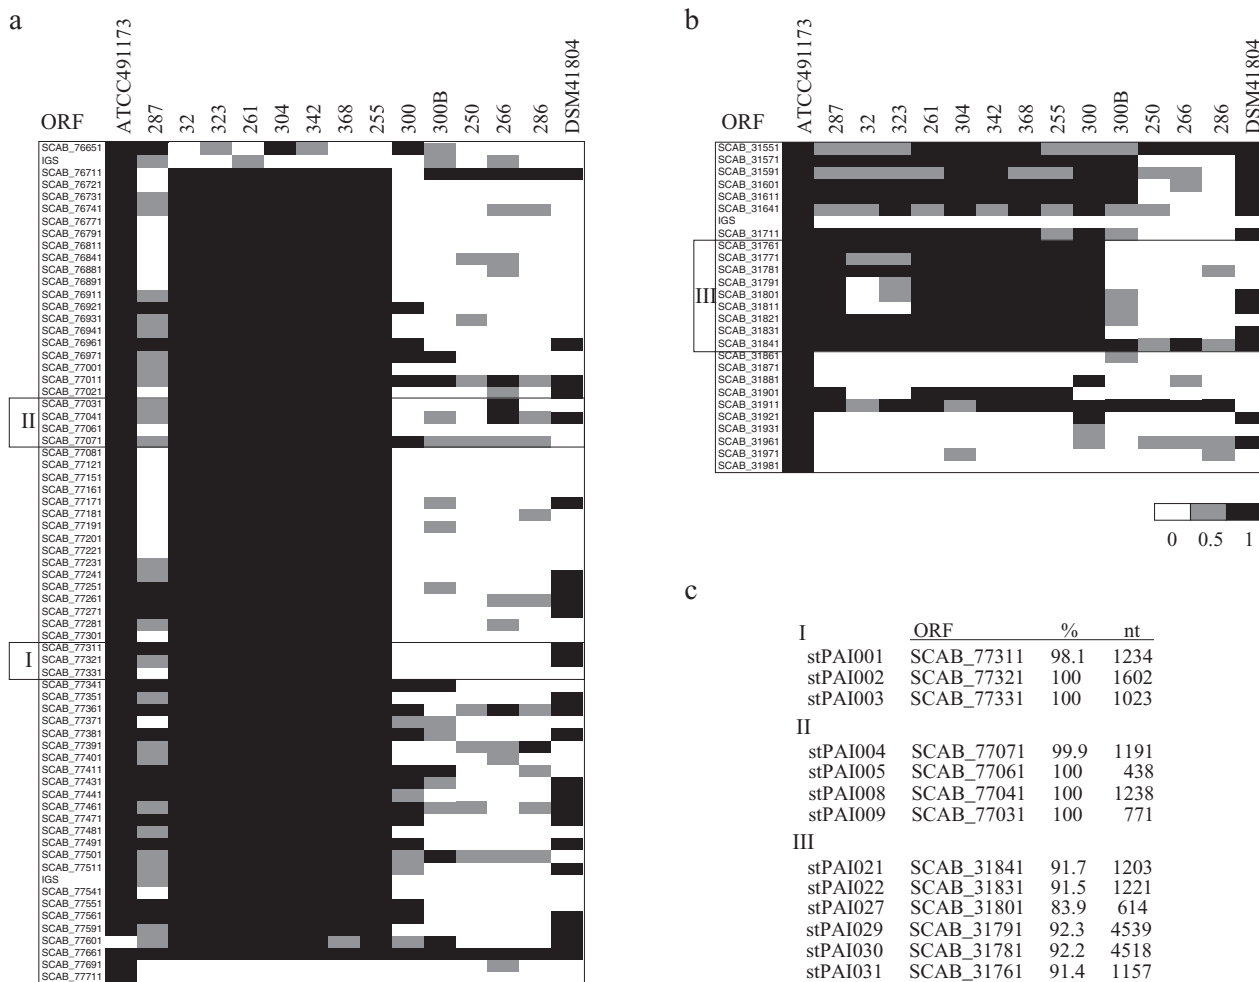 a
ORF
ATCC491173
287
32
323
261
304
342
368
255
300
300B
250
266
286
DSM41804
SCAB_76651
IGS
SCAB_76711
SCAB_76721
SCAB_76731
SCAB_76741
SCAB_76771
SCAB_76791
SCAB_76811
SCAB_76841
SCAB_76881
SCAB_76891
SCAB_76911
SCAB_76921
SCAB_76931
SCAB_76941
SCAB_76961
SCAB_76971
SCAB_77001
SCAB_77011
SCAB_77021
SCAB_77031
II
SCAB_77041
SCAB_77061
SCAB_77071
SCAB_77081
SCAB_77121
SCAB_77151
SCAB_77161
SCAB_77171
SCAB_77181
SCAB_77191
SCAB_77201
SCAB_77221
SCAB_77231
SCAB_77241
SCAB_77251
SCAB_77261
SCAB_77271
SCAB_77281
SCAB_77301
SCAB_77311
I
SCAB_77321
SCAB_77331
SCAB_77341
SCAB_77351
SCAB_77361
SCAB_77371
SCAB_77381
SCAB_77391
SCAB_77401
SCAB_77411
SCAB_77431
SCAB_77441
SCAB_77461
SCAB_77471
SCAB_77481
SCAB_77491
SCAB_77501
SCAB_77511
IGS
SCAB_77541
SCAB_77551
SCAB_77561
SCAB_77591
SCAB_77601
SCAB_77661
SCAB_77691
SCAB_77711
b
ORF
ATCC491173
287
32
323
261
304
342
368
255
300
300B
250
266
286
DSM41804
SCAB_31551
SCAB_31571
SCAB_31591
SCAB_31601
SCAB_31611
SCAB_31641
IGS
SCAB_31711
SCAB_31761
SCAB_31771
SCAB_31781
SCAB_31791
III
SCAB_31801
SCAB_31811
SCAB_31821
SCAB_31831
SCAB_31841
SCAB_31861
SCAB_31871
SCAB_31881
SCAB_31901
SCAB_31911
SCAB_31921
SCAB_31931
SCAB_31961
SCAB_31971
SCAB_31981
0 0.5 1
c
I ORF % nt
stPAI001 SCAB_77311 98.1 1234
stPAI002 SCAB_77321 100 1602
stPAI003 SCAB_77331 100 1023
II
stPAI004 SCAB_77071 99.9 1191
stPAI005 SCAB_77061 100 438
stPAI008 SCAB_77041 100 1238
stPAI009 SCAB_77031 100 771
III
stPAI021 SCAB_31841 91.7 1203
stPAI022 SCAB_31831 91.5 1221
stPAI027 SCAB_31801 83.9 614
stPAI029 SCAB_31791 92.3 4539
stPAI030 SCAB_31781 92.2 4518
stPAI031 SCAB_31761 91.4 1157